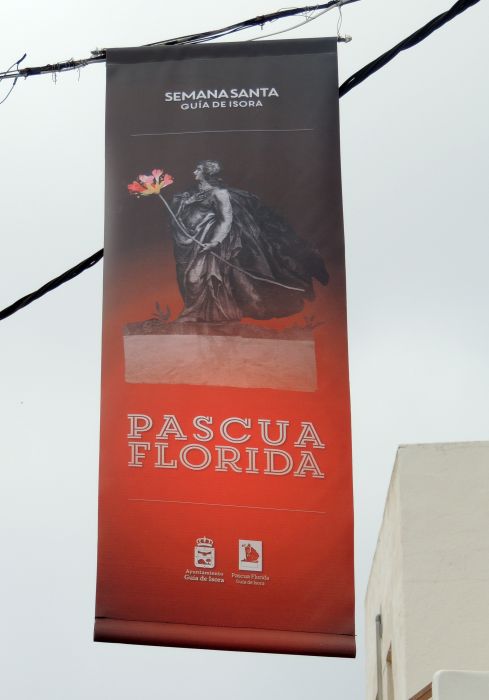 SEMANA SANTA
GUÍA DE ISORA
PASCUA
FLORIDA
Ayuntamiento
Guía de Isora
Pascua Florida
Guía de Isora